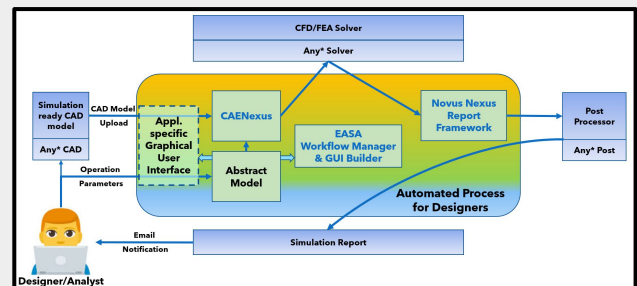 CFD/FEA Solver
Any* Solver
Simulation
ready CAD
model
Any* CAD
CAD Model
Upload
Appl.
specific
Graphical
User
Interface
CAENexus
Novus Nexus
Report
Framework
Post
Processor
Any* Post
EASA
Workflow Manager
& GUI Builder
Abstract
Model
Operation
Parameters
Automated Process
for Designers
Email
Notification
Simulation Report
Designer/Analyst